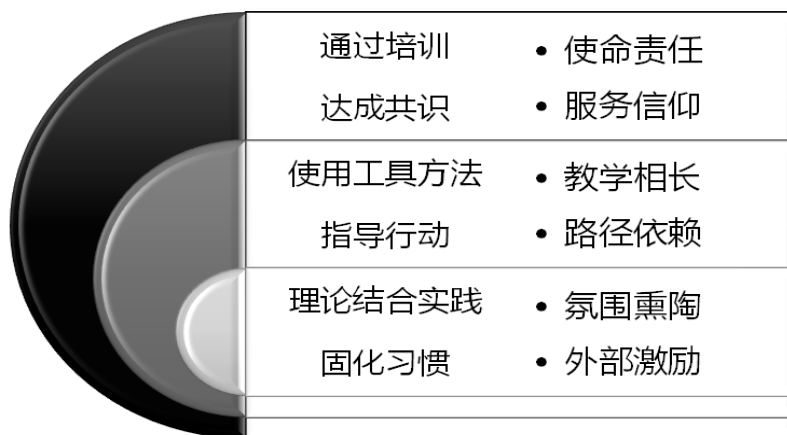 通过培训
达成共识
• 使命责任
• 服务信仰
使用工具方法
指导行动
• 教学相长
• 路径依赖
理论结合实践
固化习惯
• 氛围熏陶
• 外部激励